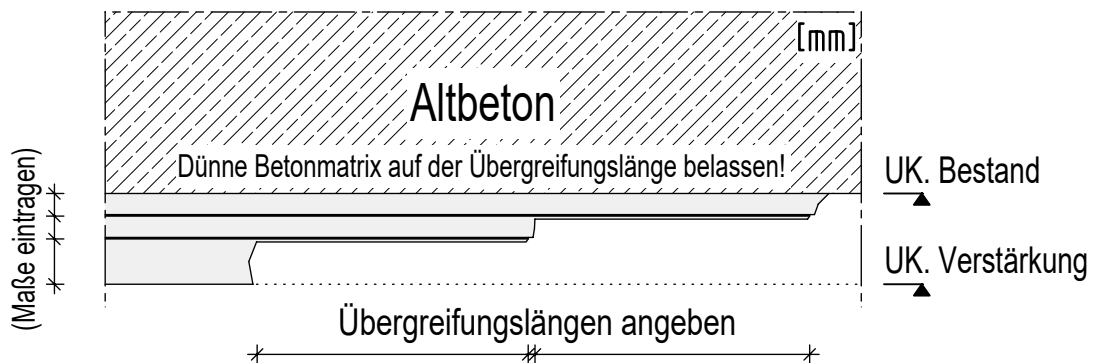 [mm]
Altbeton
Dünne Betonmatrix auf der Übergreifungslänge belassen!
UK. Bestand
(Maße eintragen)
UK. Verstärkung
Übergreifungslängen angeben